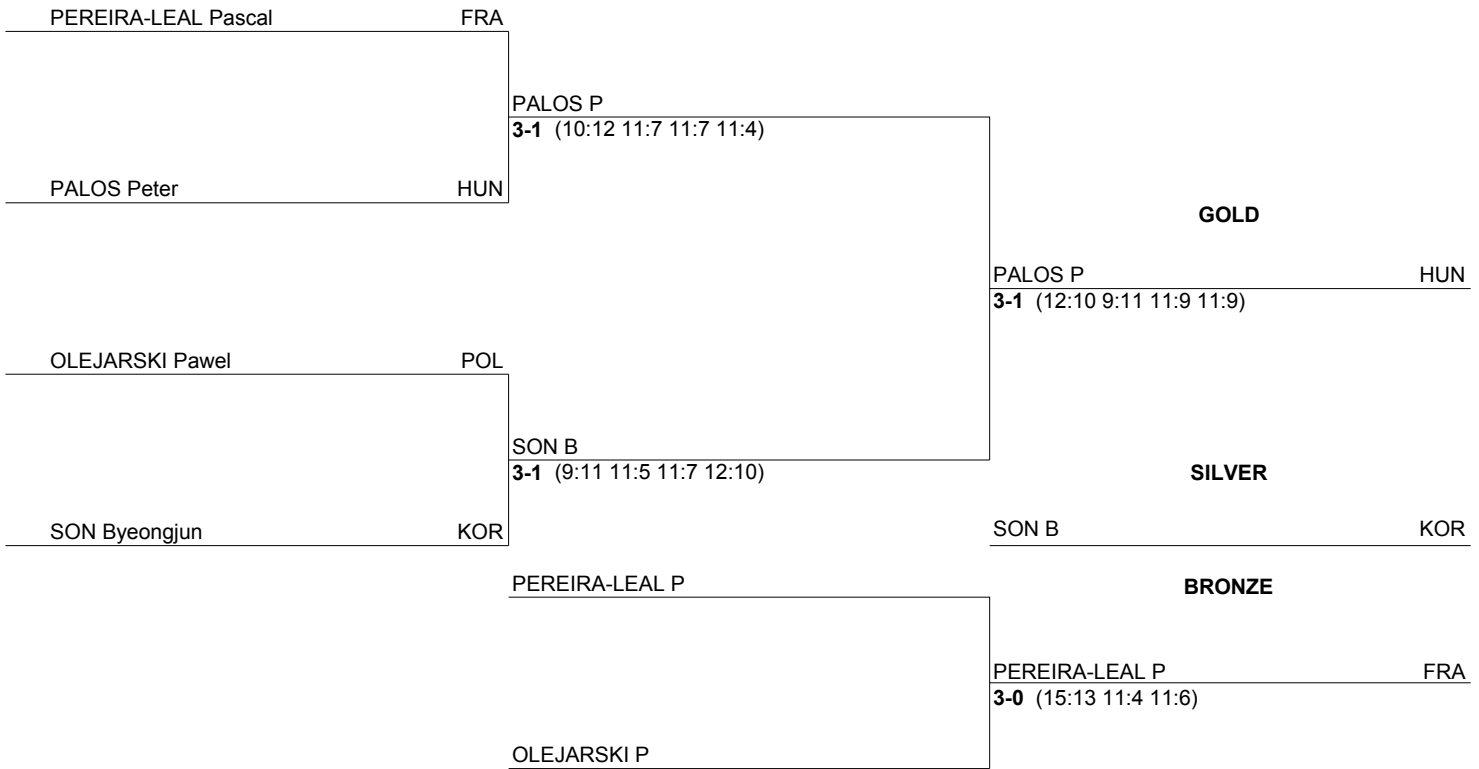 PEREIRA-LEAL Pascal FRA
PALOS P
3-1 (10:12 11:7 11:7 11:4)
PALOS Peter HUN
GOLD
PALOS P HUN
3-1 (12:10 9:11 11:9 11:9)
OLEJARSKI Pawel POL
SON B
3-1 (9:11 11:5 11:7 12:10)
SILVER
SON Byeongjun KOR
SON B KOR
PEREIRA-LEAL P
BRONZE
PEREIRA-LEAL P FRA
3-0 (15:13 11:4 11:6)
OLEJARSKI P